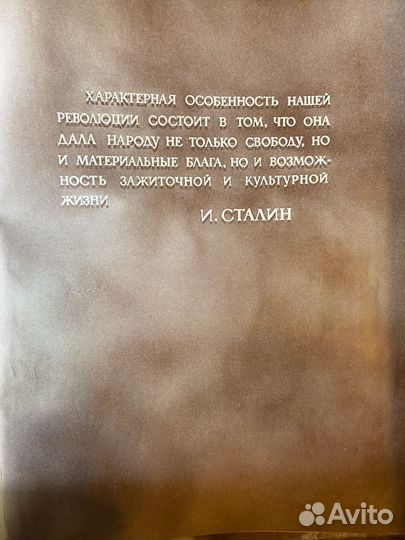 ХАРАКТЕРНАЯ ОСОБЕННОСТЬ НАШЕЙ
РЕВОЛЮЦИИ СОСТОИТ В ТОМ, ЧТО ОНА
ДАЛА НАРОДУ НЕ ТОЛЬКО СВОБОДУ, НО
И МАТЕРИАЛЬНЫЕ БЛАГА, НО И ВОЗМОЖ-
НОСТЬ ЗАЖИТОЧНОЙ И КУЛЬТУРНОЙ
ЖИЗНИ
И. СТАЛИН
Avito